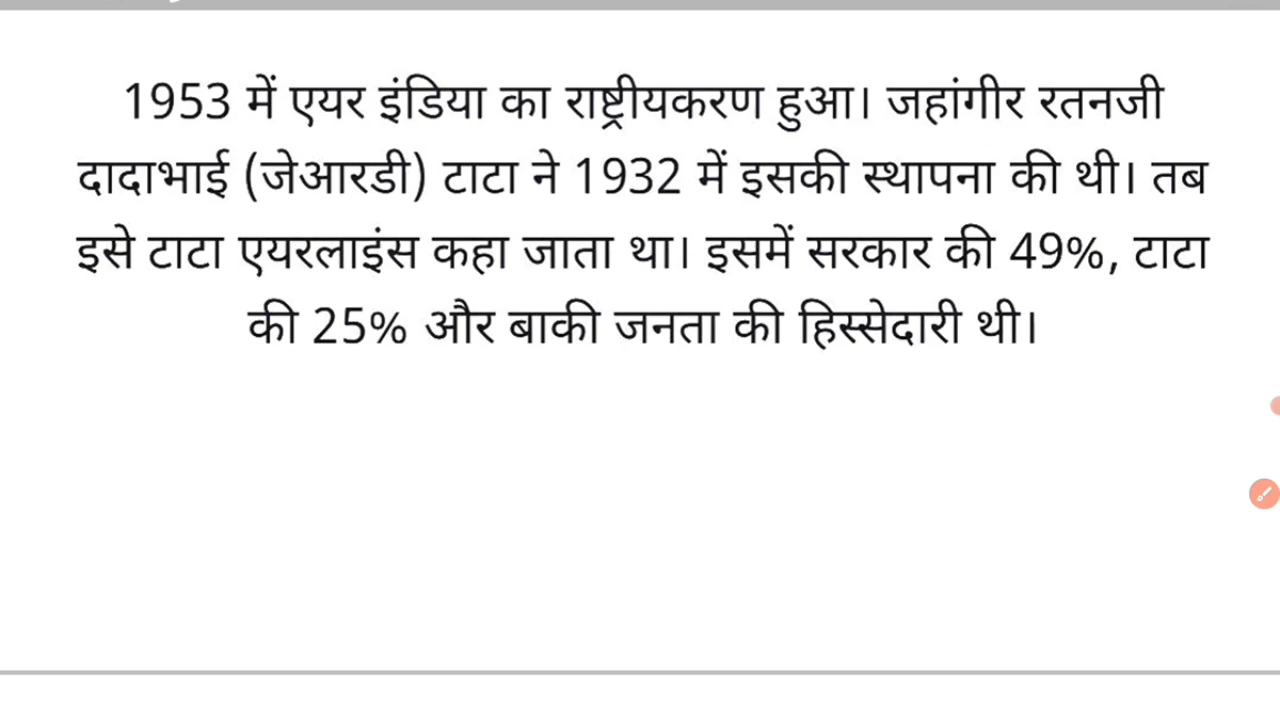 1953 में एयर इंडिया का राष्ट्रीयकरण हुआ। जहांगीर रतनजी
दादाभाई (जेआरडी) टाटा ने 1932 में इसकी स्थापना की थी। तब
इसे टाटा एयरलाइंस कहा जाता था। इसमें सरकार की 49%, टाटा
की 25% और बाकी जनता की हिस्सेदारी थी।